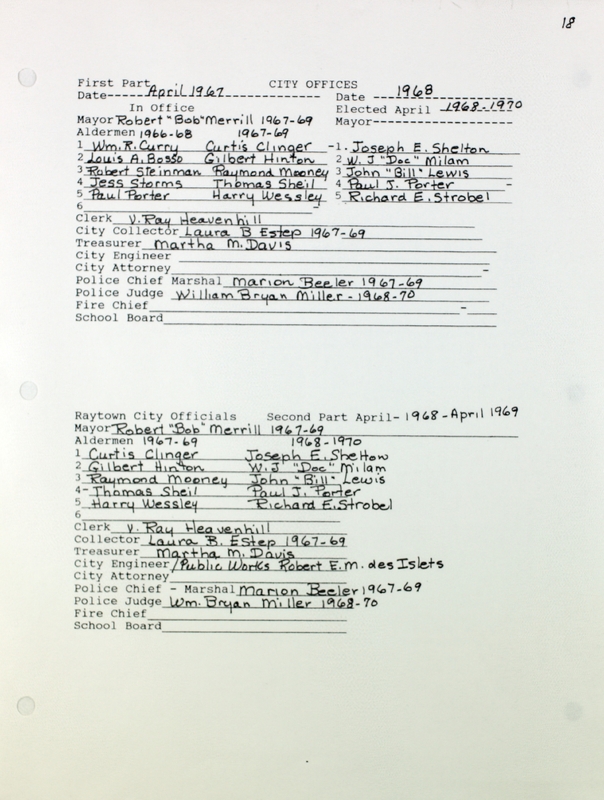 18
First Part CITY OFFICES
Date April 1967 Date 1968
In Office Elected April 1968-1970
Mayor Robert "Bob" Merrill 1967-69 Mayor
Aldermen 1966-68 1967-69
1 Wm. R. Curry Curtis Clinger 1. Joseph E. Shelton
2 Louis A. Bosso Gilbert Hinton 2 W. J "Doc" Milam
3 Robert Steinman Raymond Mooney 3 John "Bill" Lewis
4 Jess Storms Thomas Sheil 4 Paul J. Porter
5 Paul Porter Harry Wessley 5 Richard E. Strobel
6
Clerk V. Ray Heavenhill
City Collector Laura B Estep 1967-69
Treasurer Martha M. Davis
City Engineer
City Attorney
Police Chief Marshal Marion Beeler 1967-69
Police Judge William Bryan Miller - 1968-70
Fire Chief
School Board
Raytown City Officials Second Part April- 1968 - April 1969
Mayor Robert "Bob" Merrill 1967-69
Aldermen 1967-69 1968-1970
1 Curtis Clinger Joseph E. Shelton
2 Gilbert Hinton W. J "Doc" Milam
3 Raymond Mooney John "Bill" Lewis
4- Thomas Sheil Paul J. Porter
5 Harry Wessley Richard E. Strobel
6
Clerk V. Ray Heavenhill
Collector Laura B. Estep 1967-69
Treasurer Martha M. Davis
City Engineer/Public Works Robert E. M. des Islets
City Attorney
Police Chief - Marshal Marion Beeler 1967-69
Police Judge Wm. Bryan Miller 1968-70
Fire Chief
School Board